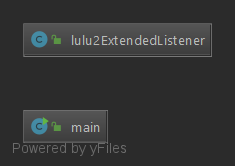 C lulu2ExtendedListener
C main
Powered by yFiles